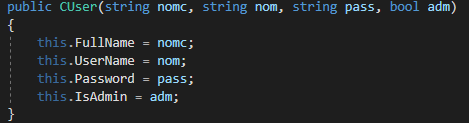 public CUser(string nomc, string nom, string pass, bool adm)
{
this.FullName = nomc;
this.UserName = nom;
this.Password = pass;
this.IsAdmin = adm;
}